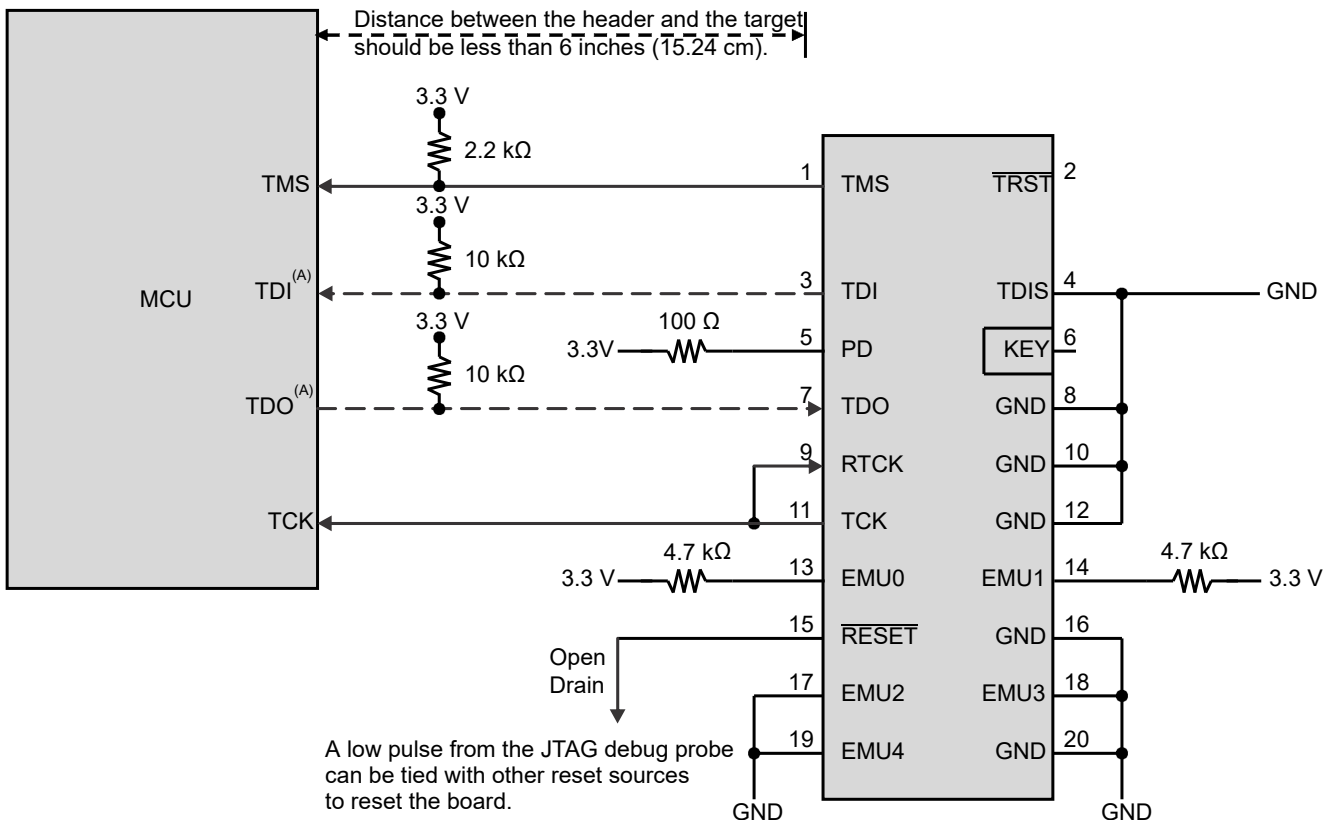 Distance between the header and the target
should be less than 6 inches (15.24 cm).
3.3 V
2.2 kΩ
TMS
1
TMS
TRST
2
3.3 V
10 kΩ
MCU
TDI(A)
3
TDI
TDIS
4
GND
3.3 V
10 kΩ
100 Ω
3.3V
5
PD
KEY
6
TDO(A)
7
TDO
GND
8
9
RTCK
GND
10
TCK
11
TCK
GND
12
4.7 kΩ
3.3 V
13
EMU0
EMU1
14
4.7 kΩ
3.3 V
15
RESET
GND
16
Open
Drain
17
EMU2
EMU3
18
A low pulse from the JTAG debug probe
can be tied with other reset sources
to reset the board.
19
EMU4
GND
20
GND
GND